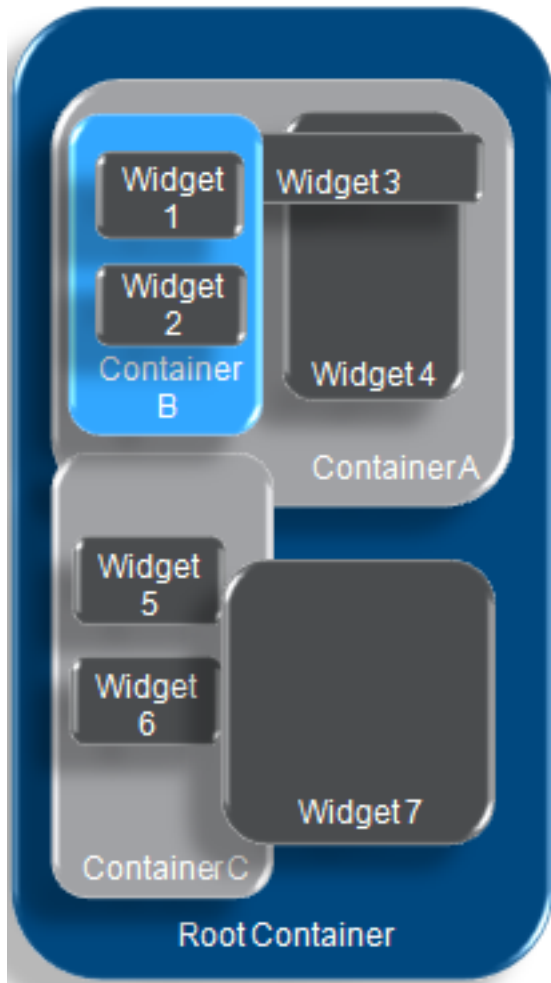 Widget
1
Widget 3
Widget
2
Container
B
Widget 4
Container A
Widget
5
Widget
6
Widget 7
Container C
Root Container